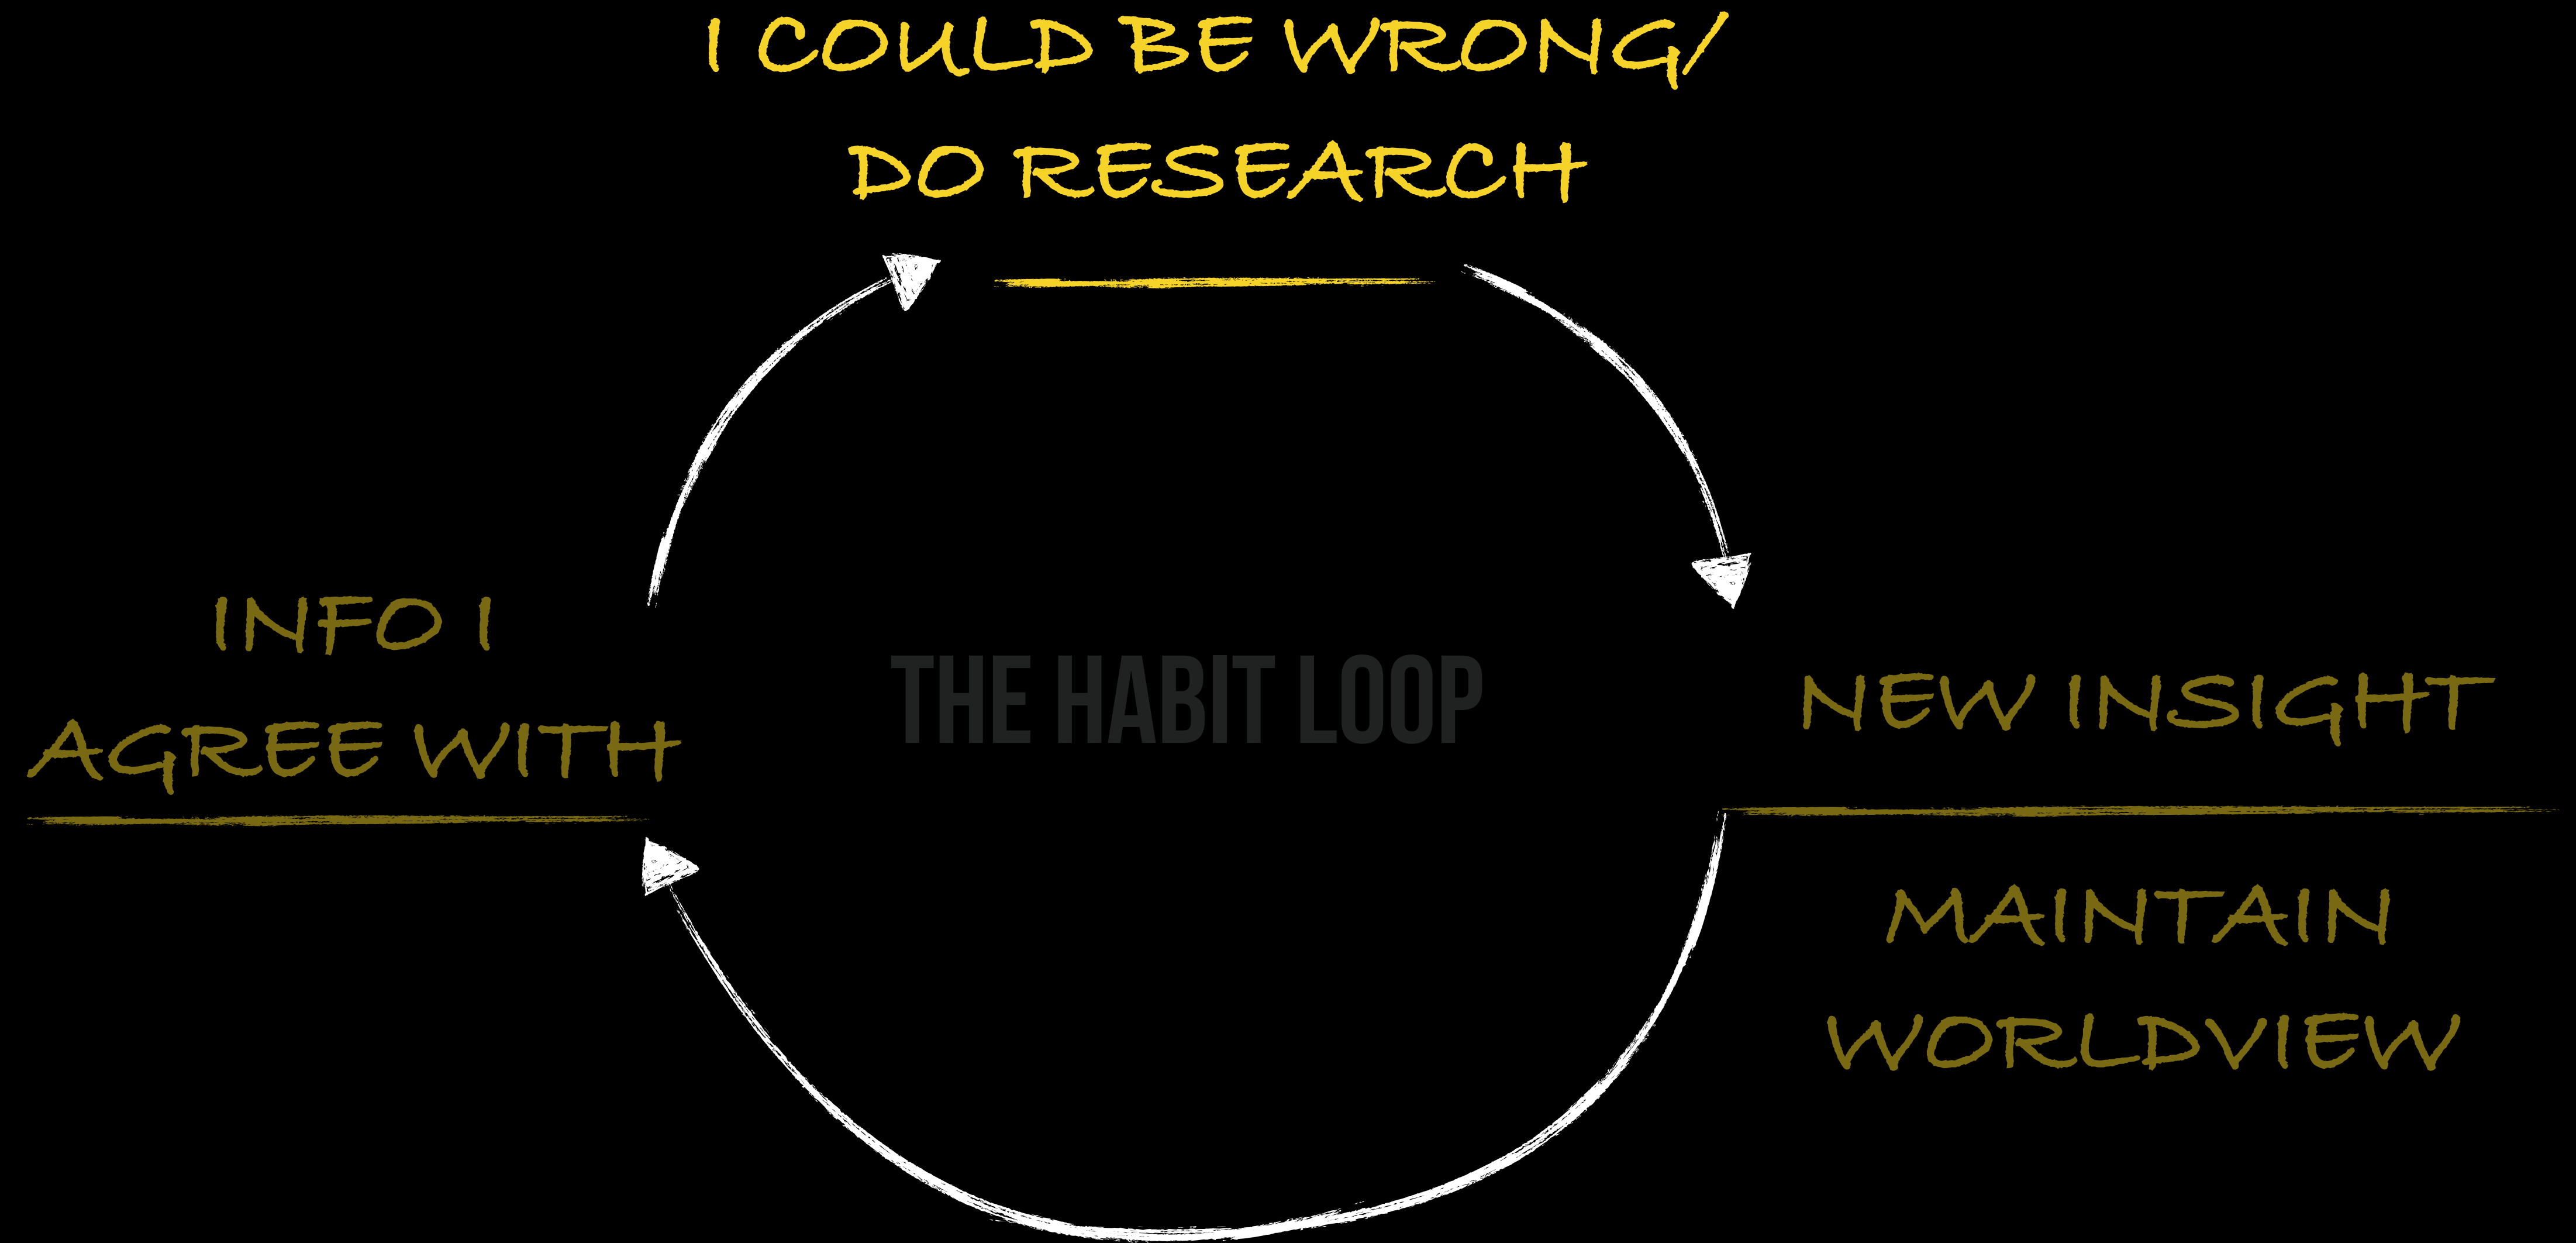 I COULD BE WRONG/
DO RESEARCH
INFO I
AGREE WITH
THE HABIT LOOP
NEW INSIGHT
MAINTAIN
WORLDVIEW